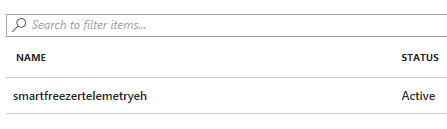 Search to filter items...
NAME STATUS
smartfreezertelemetryeh Active